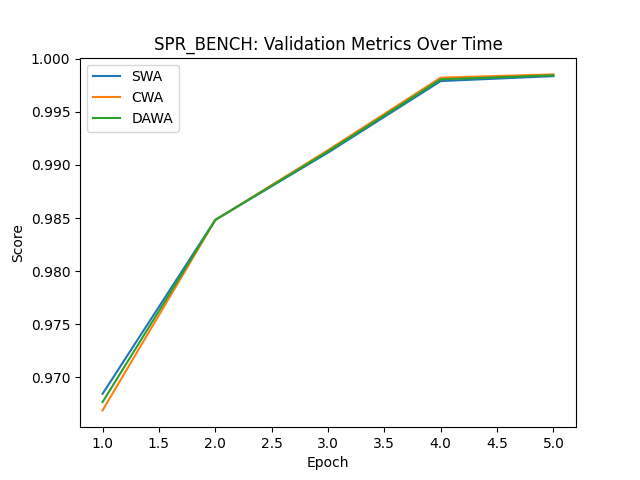 SPR_BENCH: Validation Metrics Over Time
SWA
CWA
DAWA
Score
1.000
0.995
0.990
0.985
0.980
0.975
0.970
1.0 1.5 2.0 2.5 3.0 3.5 4.0 4.5 5.0
Epoch